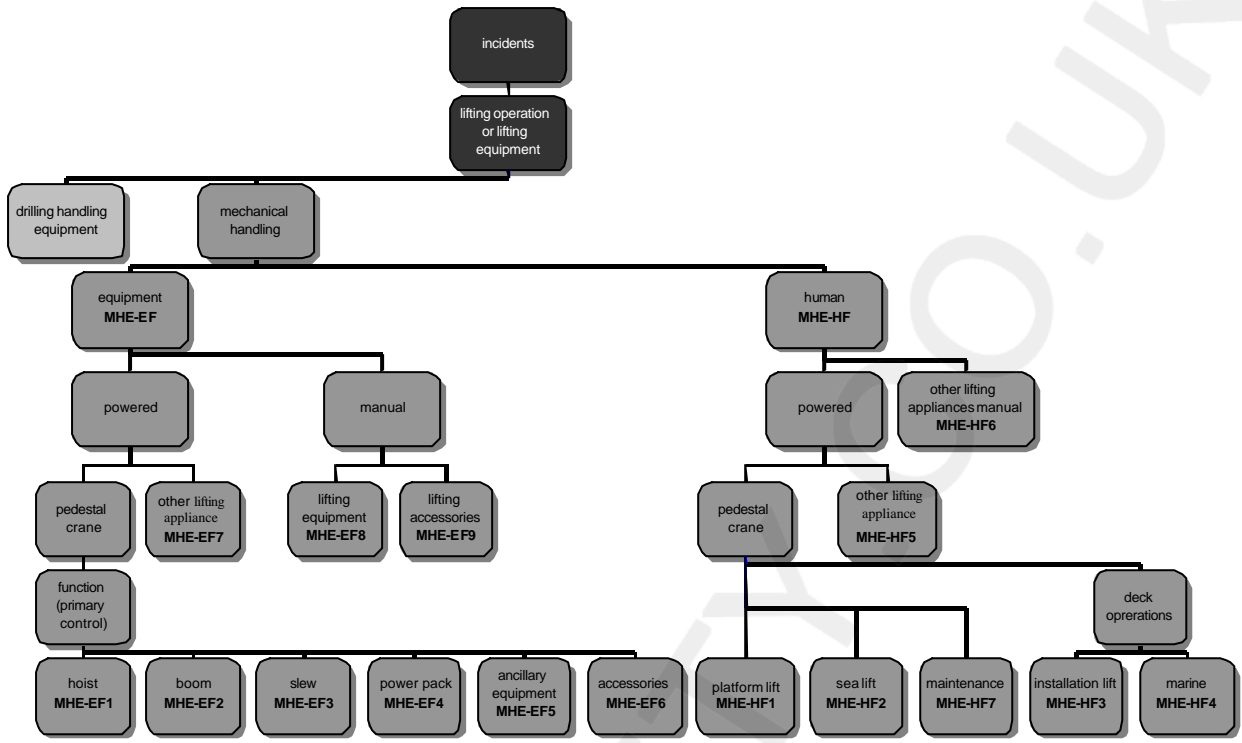 incidents
lifting operation
or lifting
equipment
drilling handling
equipment
mechanical
handling
equipment
MHE-EF
human
MHE-HF
powered
manual
powered
other lifting
appliances manual
MHE-HF6
pedestal
crane
other lifting
appliance
MHE-EF7
lifting
equipment
MHE-EF8
lifting
accessories
MHE-EF9
pedestal
crane
other lifting
appliance
MHE-HF5
function
(primary
control)
deck
oprerations
hoist
MHE-EF1
boom
MHE-EF2
slew
MHE-EF3
power pack
MHE-EF4
ancillary
equipment
MHE-EF5
accessories
MHE-EF6
platform lift
MHE-HF1
sea lift
MHE-HF2
maintenance
MHE-HF7
installation lift
MHE-HF3
marine
MHE-HF4
TY.CO.UK